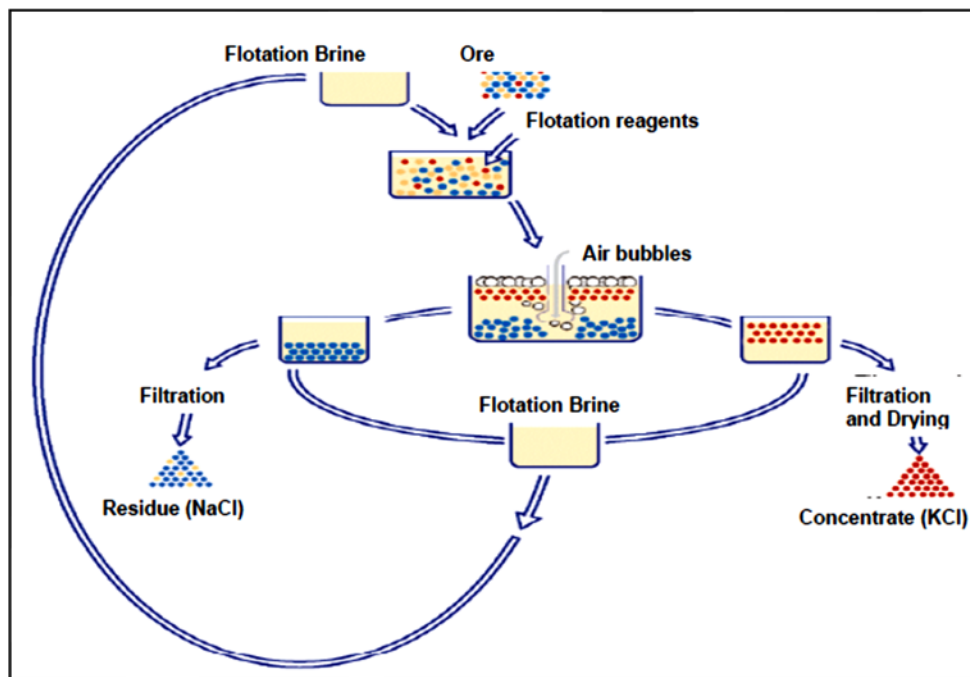 Flotation Brine
Ore
Flotation reagents
Air bubbles
Filtration
Flotation Brine
Filtration
and Drying
Residue (NaCl)
Concentrate (KCl)